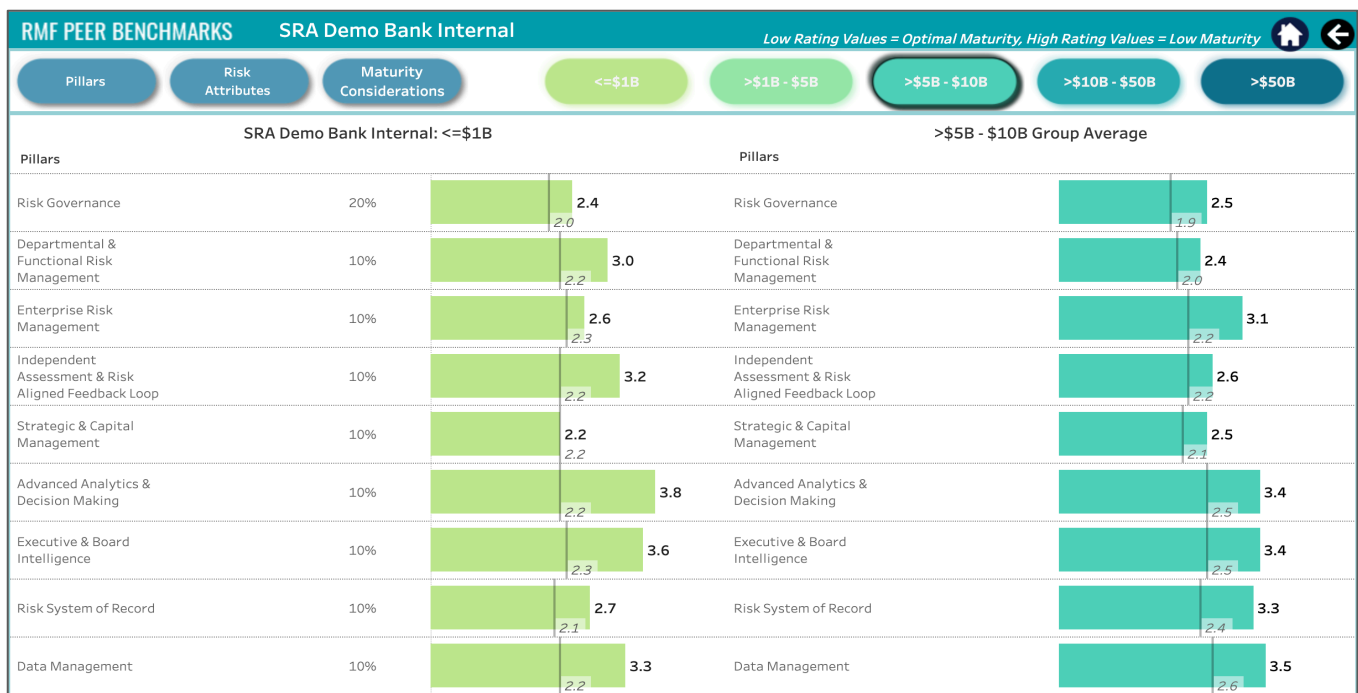 RMF PEER BENCHMARKS
SRA Demo Bank Internal
Low Rating Values = Optimal Maturity, High Rating Values = Low Maturity
Pillars
Risk
Attributes
Maturity
Considerations
<=$1B
>$1B - $5B
>$5B - $10B
>$10B - $50B
>$50B
SRA Demo Bank Internal: <=$1B
>$5B - $10B Group Average
Pillars
Pillars
Risk Governance 20% 2.4 2.0
Risk Governance 2.5 1.9
Departmental &
Functional Risk
Management
10% 3.0 2.2
Departmental &
Functional Risk
Management
2.4 2.0
Enterprise Risk
Management
10% 2.6 2.3
Enterprise Risk
Management
3.1 2.2
Independent
Assessment & Risk
Aligned Feedback Loop
10% 3.2 2.2
Independent
Assessment & Risk
Aligned Feedback Loop
2.6 2.2
Strategic & Capital
Management
10% 2.2 2.2
Strategic & Capital
Management
2.5 2.1
Advanced Analytics &
Decision Making
10% 3.8 2.2
Advanced Analytics &
Decision Making
3.4 2.5
Executive & Board
Intelligence
10% 3.6 2.3
Executive & Board
Intelligence
3.4 2.5
Risk System of Record 10% 2.7 2.1
Risk System of Record 3.3 2.4
Data Management 10% 3.3 2.2
Data Management 3.5 2.6